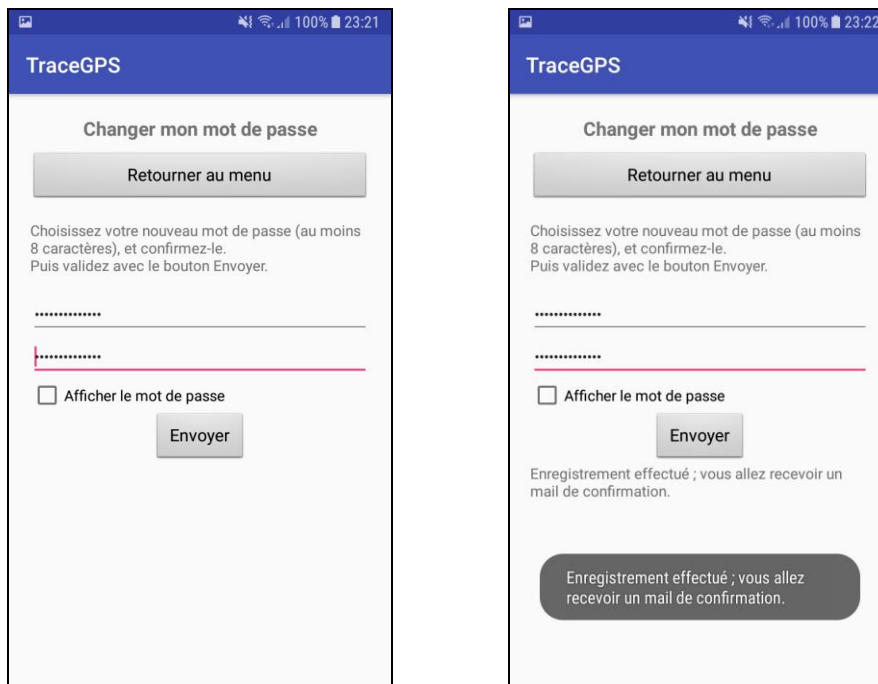 100% 23:21
TraceGPS
Changer mon mot de passe
Retourner au menu
Choisissez votre nouveau mot de passe (au moins
8 caractères), et confirmez-le.
Puis validez avec le bouton Envoyer.
••••••••••••••
••••••••••••••
Afficher le mot de passe
Envoyer
100% 23:22
TraceGPS
Changer mon mot de passe
Retourner au menu
Choisissez votre nouveau mot de passe (au moins
8 caractères), et confirmez-le.
Puis validez avec le bouton Envoyer.
••••••••••••••
••••••••••••••
Afficher le mot de passe
Envoyer
Enregistrement effectué ; vous allez recevoir un
mail de confirmation.
Enregistrement effectué ; vous allez
recevoir un mail de confirmation.